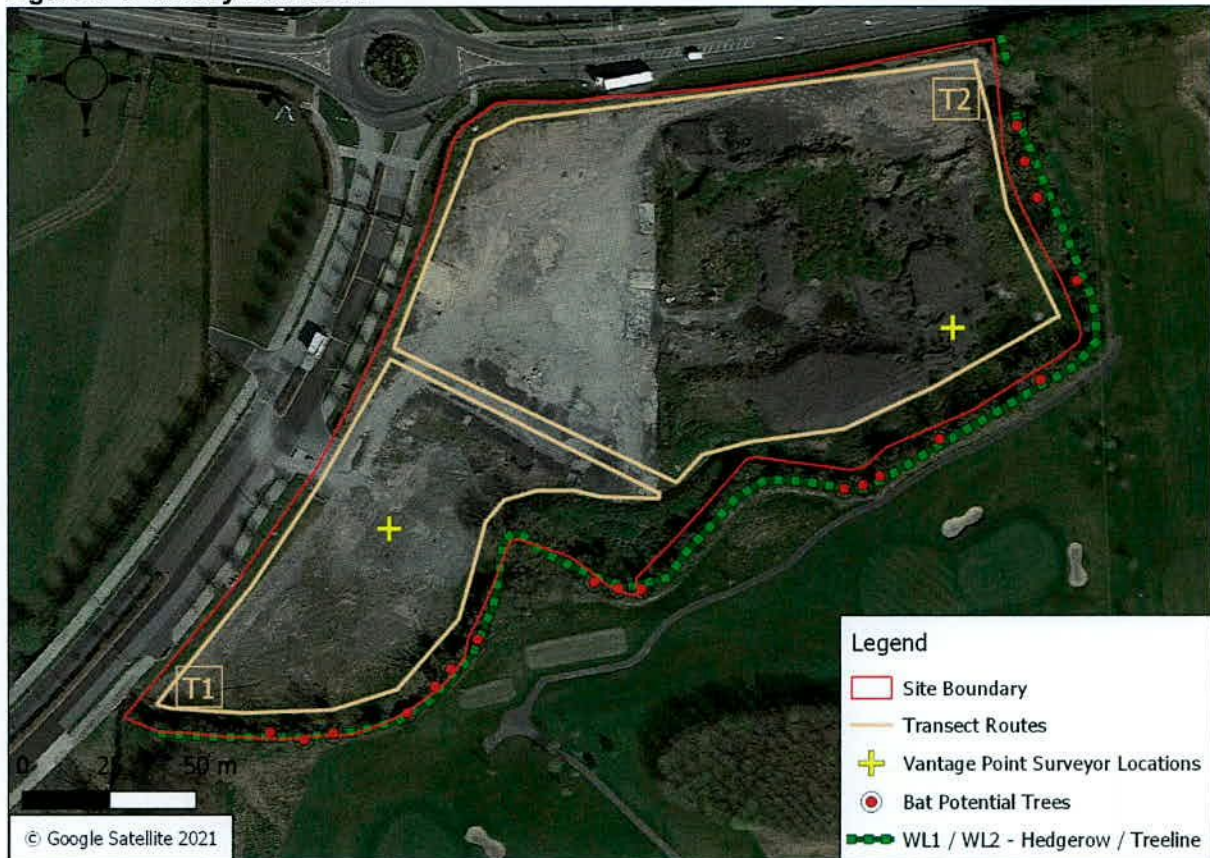 T2
T1
0 25 50 m
© Google Satellite 2021
Legend
Site Boundary
Transect Routes
Vantage Point Surveyor Locations
Bat Potential Trees
WL1 / WL2 - Hedgerow / Treeline